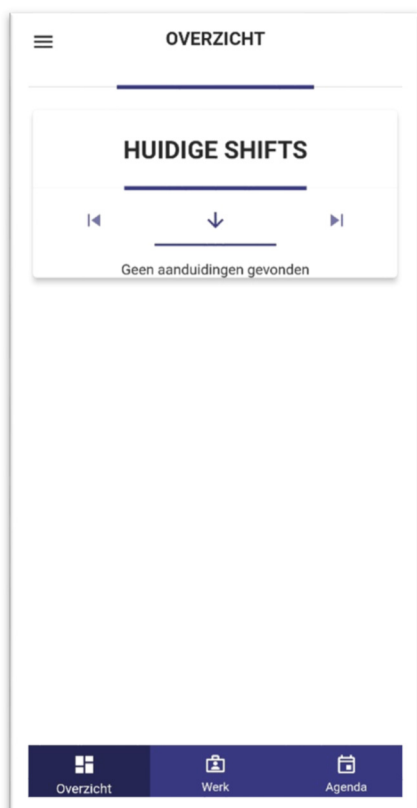 OVERZICHT
HUIDIGE SHIFTS
Geen aanduidingen gevonden
Overzicht
Werk
Agenda